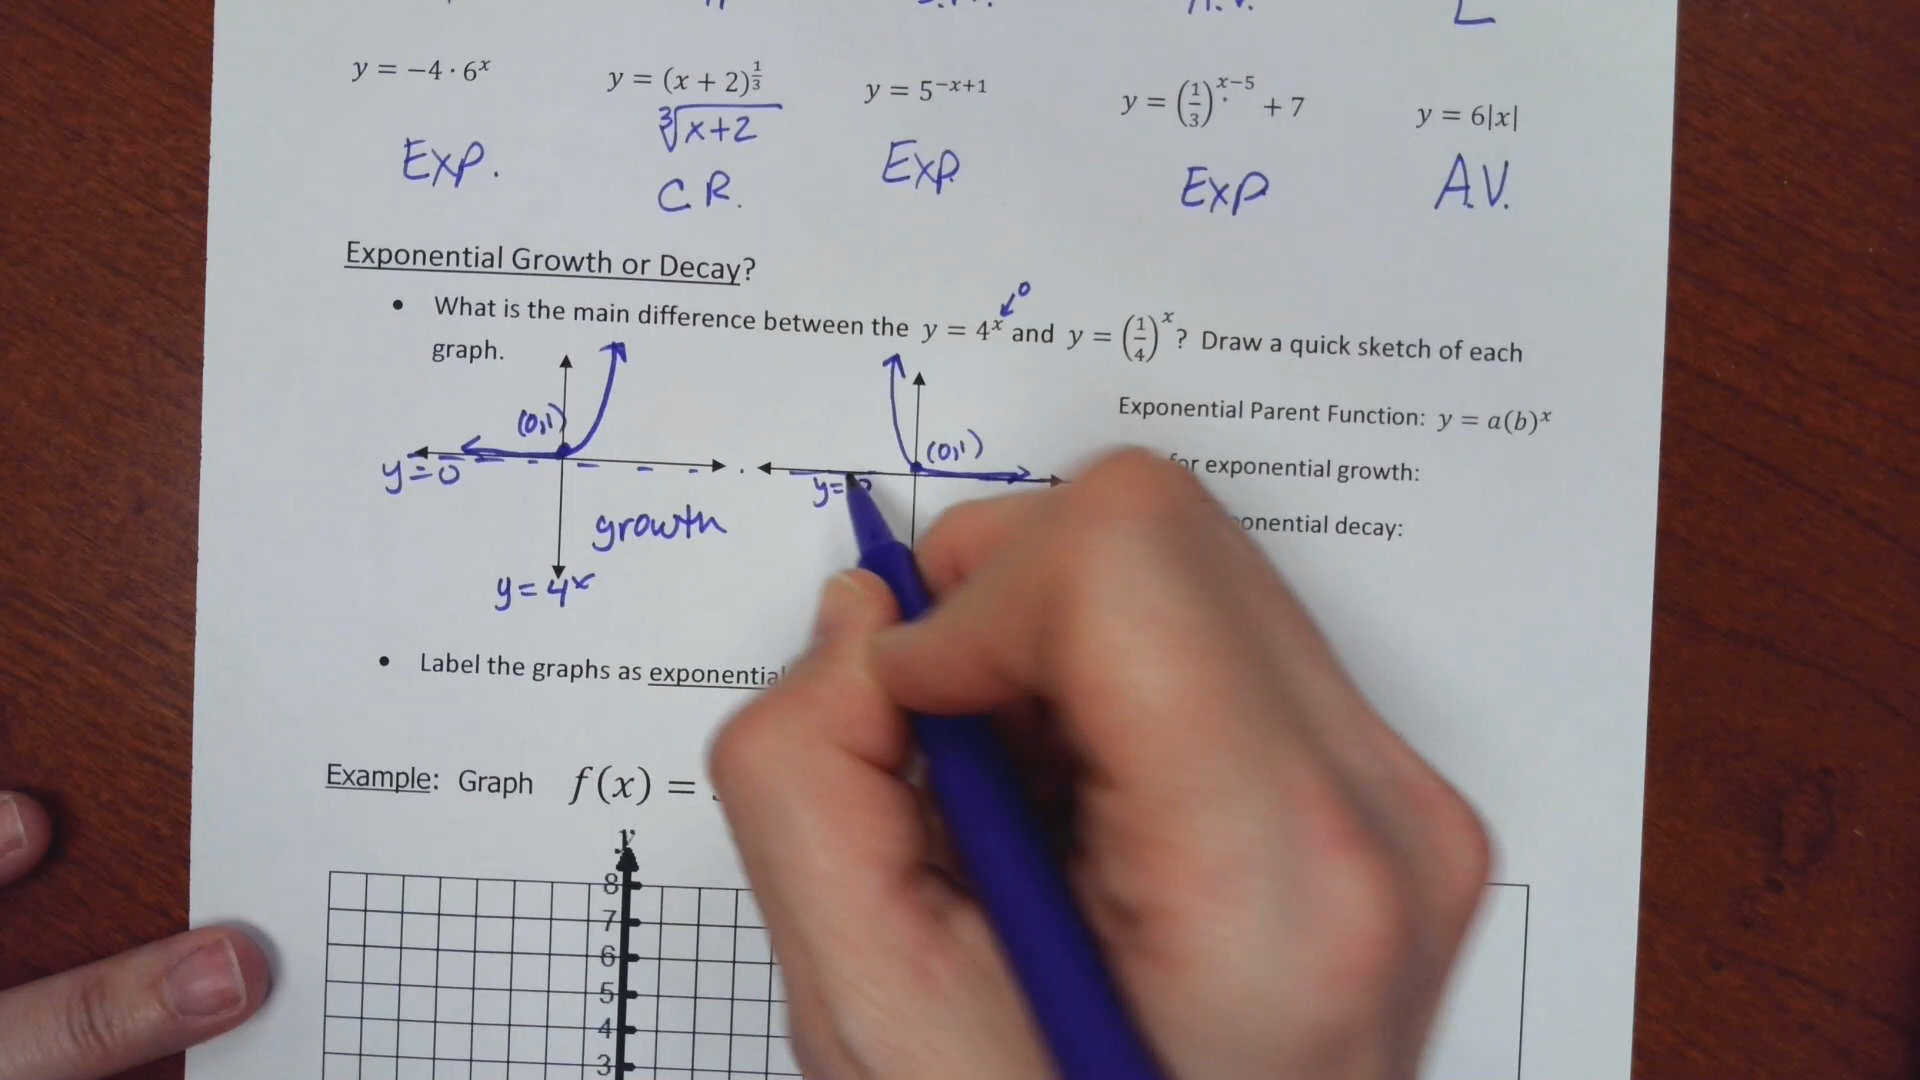 y = −4 · 6^x   y = (x + 2)^{1/3}   y = 5^{−x+1}   y = (1/3)^{x−5} + 7   y = 6|x|
∛(x+2)
EXP.   C.R.   EXP   EXP   A.V.
Exponential Growth or Decay?
0
• What is the main difference between the y = 4^x and y = (1/4)^x? Draw a quick sketch of each
graph.
(0,1)   (0,1)
y=0   y=
growth
y=4^x
Exponential Parent Function: y = a(b)^x
for exponential growth:
decay:
• Label the graphs as
Example: Graph f(x) =
y
8
7
6
5
4
3